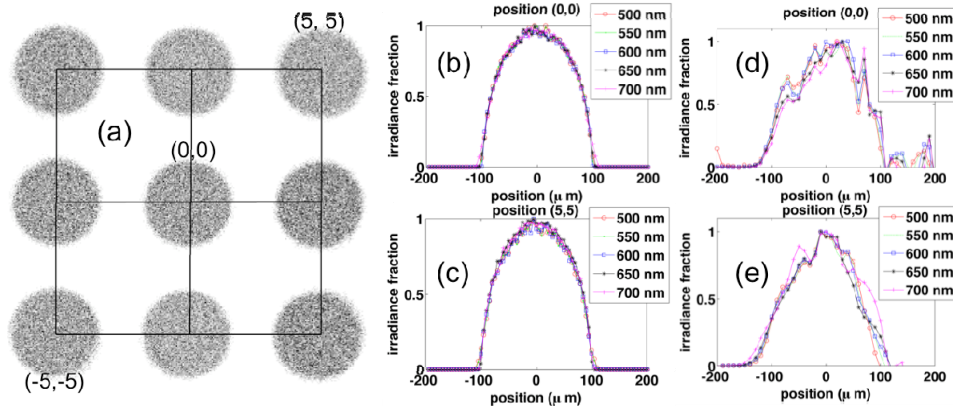 (5, 5)
(a)
(0,0)
(-5,-5)
position (0,0)
(b)
irradiance fraction
1
0.5
0
500 nm
550 nm
600 nm
650 nm
700 nm
-200 -100 0 100 200
position (μ m)
position (5,5)
(c)
irradiance fraction
1
0.5
0
500 nm
550 nm
600 nm
650 nm
700 nm
-200 -100 0 100 200
position (μ m)
position (0,0)
(d)
irradiance fraction
1
0.5
0
500 nm
550 nm
600 nm
650 nm
700 nm
-200 -100 0 100 200
position (μ m)
position (5,5)
(e)
irradiance fraction
1
0.5
0
500 nm
550 nm
600 nm
650 nm
700 nm
-200 -100 0 100 200
position (μ m)